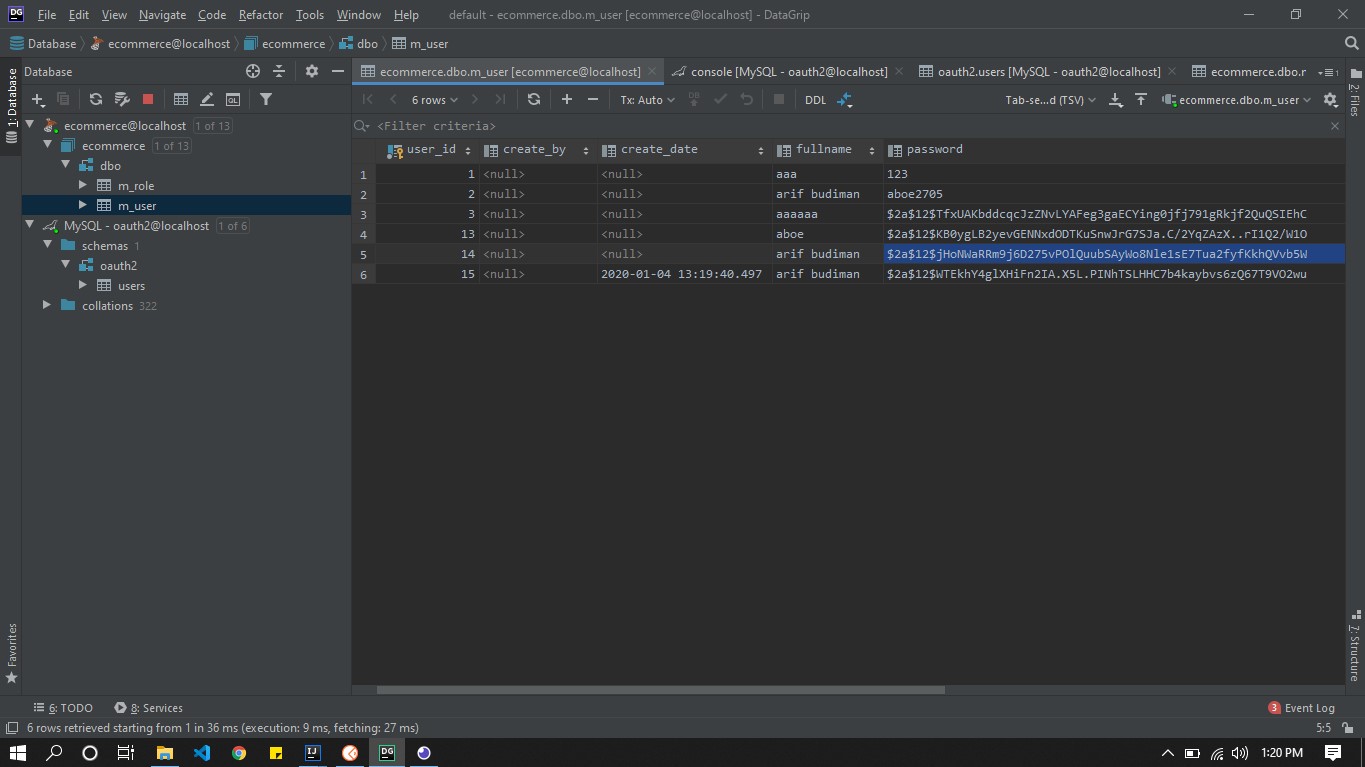 DG File Edit View Navigate Code Refactor Tools Window Help default - ecommerce.dbo.m_user [ecommerce@localhost] - DataGrip
Database ecommerce@localhost ecommerce dbo m_user
Database
ecommerce.dbo.m_user [ecommerce@localhost] console [MySQL - oauth2@localhost] oauth2.users [MySQL - oauth2@localhost] ecommerce.dbo.r
QL 6 rows Tx: Auto DB DDL Tab-se...d (TSV) ecommerce.dbo.m_user
1: Database
2: Files
ecommerce@localhost 1 of 13
ecommerce 1 of 13
dbo
m_role
m_user
MySQL - oauth2@localhost 1 of 6
schemas 1
oauth2
users
collations 322
<Filter criteria>
user_id create_by create_date fullname password
1 1 <null> <null> aaa 123
2 2 <null> <null> arif budiman aboe2705
3 3 <null> <null> aaaaaa $2a$12$TfxUAKbddcqcJzZNvLYAFeg3gaECYing0jfj791gRkjf2QuQSIEhC
4 13 <null> <null> aboe $2a$12$KB0ygLB2yevGENNxdODTKuSnwJrG7SJa.C/2YqZAzX..rI1Q2/W1O
5 14 <null> <null> arif budiman $2a$12$jHoNWaRRm9j6D275vPOlQuubSAyWo8Nle1sE7Tua2fyfKkhQVvb5W
6 15 <null> 2020-01-04 13:19:40.497 arif budiman $2a$12$WTEkhY4glXHiFn2IA.X5L.PINhTSLHHC7b4kaybvs6zQ67T9VO2wu
Favorites
7: Structure
6: TODO 8: Services 3 Event Log
6 rows retrieved starting from 1 in 36 ms (execution: 9 ms, fetching: 27 ms) 5:5
IJ DG 1:20 PM